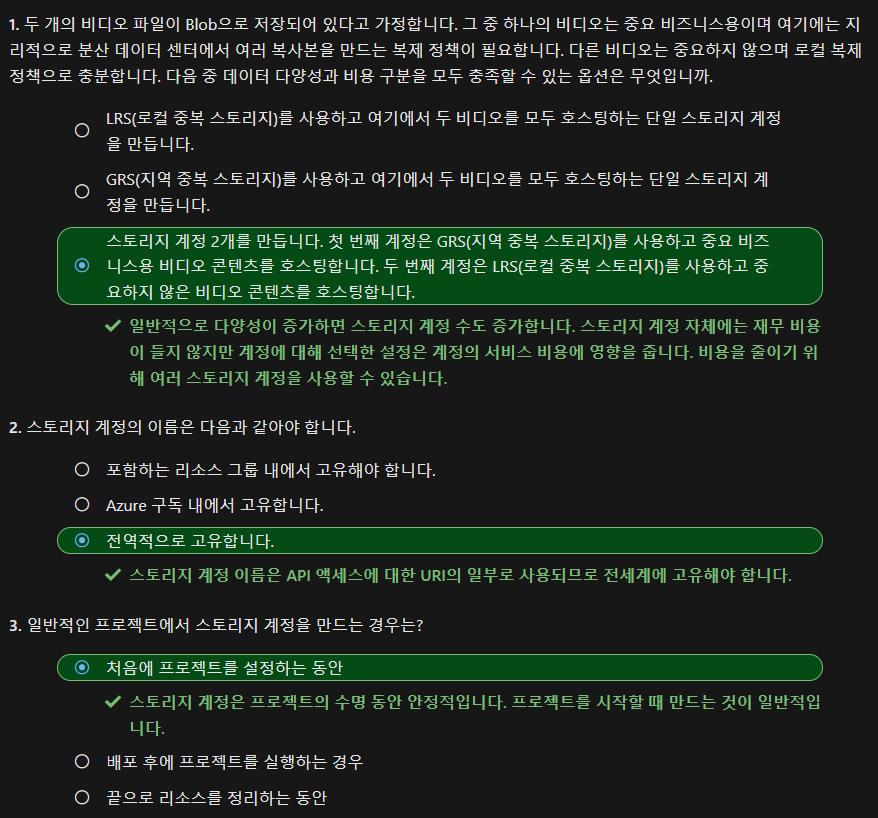 1. 두 개의 비디오 파일이 Blob으로 저장되어 있다고 가정합니다. 그 중 하나의 비디오는 중요 비즈니스용이며 여기에는 지
리적으로 분산 데이터 센터에서 여러 복사본을 만드는 복제 정책이 필요합니다. 다른 비디오는 중요하지 않으며 로컬 복제
정책으로 충분합니다. 다음 중 데이터 다양성과 비용 구분을 모두 충족할 수 있는 옵션은 무엇입니까.
LRS(로컬 중복 스토리지)를 사용하고 여기에서 두 비디오를 모두 호스팅하는 단일 스토리지 계정
을 만듭니다.
GRS(지역 중복 스토리지)를 사용하고 여기에서 두 비디오를 모두 호스팅하는 단일 스토리지 계
정을 만듭니다.
스토리지 계정 2개를 만듭니다. 첫 번째 계정은 GRS(지역 중복 스토리지)를 사용하고 중요 비즈
니스용 비디오 콘텐츠를 호스팅합니다. 두 번째 계정은 LRS(로컬 중복 스토리지)를 사용하고 중
요하지 않은 비디오 콘텐츠를 호스팅합니다.
일반적으로 다양성이 증가하면 스토리지 계정 수도 증가합니다. 스토리지 계정 자체에는 재무 비용
이 들지 않지만 계정에 대해 선택한 설정은 계정의 서비스 비용에 영향을 줍니다. 비용을 줄이기 위
해 여러 스토리지 계정을 사용할 수 있습니다.
2. 스토리지 계정의 이름은 다음과 같아야 합니다.
포함하는 리소스 그룹 내에서 고유해야 합니다.
Azure 구독 내에서 고유합니다.
전역적으로 고유합니다.
스토리지 계정 이름은 API 액세스에 대한 URI의 일부로 사용되므로 전세계에 고유해야 합니다.
3. 일반적인 프로젝트에서 스토리지 계정을 만드는 경우는?
처음에 프로젝트를 설정하는 동안
스토리지 계정은 프로젝트의 수명 동안 안정적입니다. 프로젝트를 시작할 때 만드는 것이 일반적입
니다.
배포 후에 프로젝트를 실행하는 경우
끝으로 리소스를 정리하는 동안